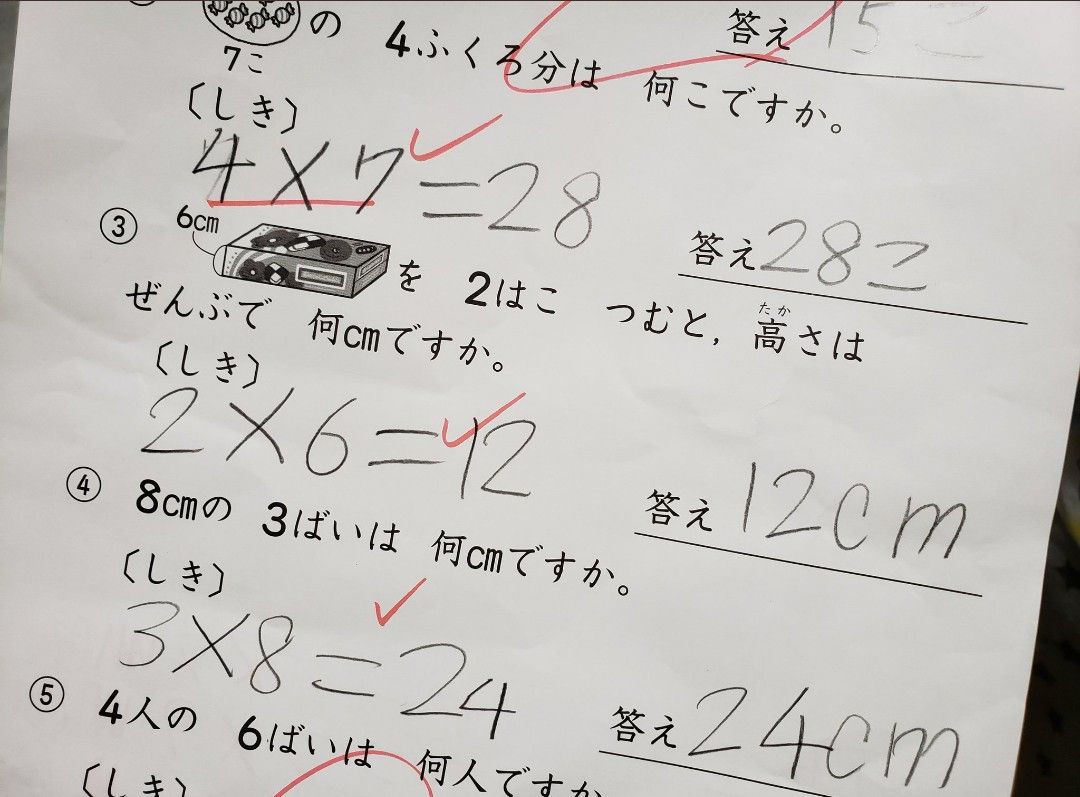 答え 15こ
7こ の 4ふくろ分は 何こですか。
〔しき〕
4×7=28
答え 28こ
③ 6cm を 2はこ つむと，高さは
たか
ぜんぶで 何cmですか。
〔しき〕
2×6=12
答え 12cm
④ 8cmの 3ばいは 何cmですか。
〔しき〕
3×8=24
答え 24cm
⑤ 4人の 6ばいは 何人ですか
〔しき〕